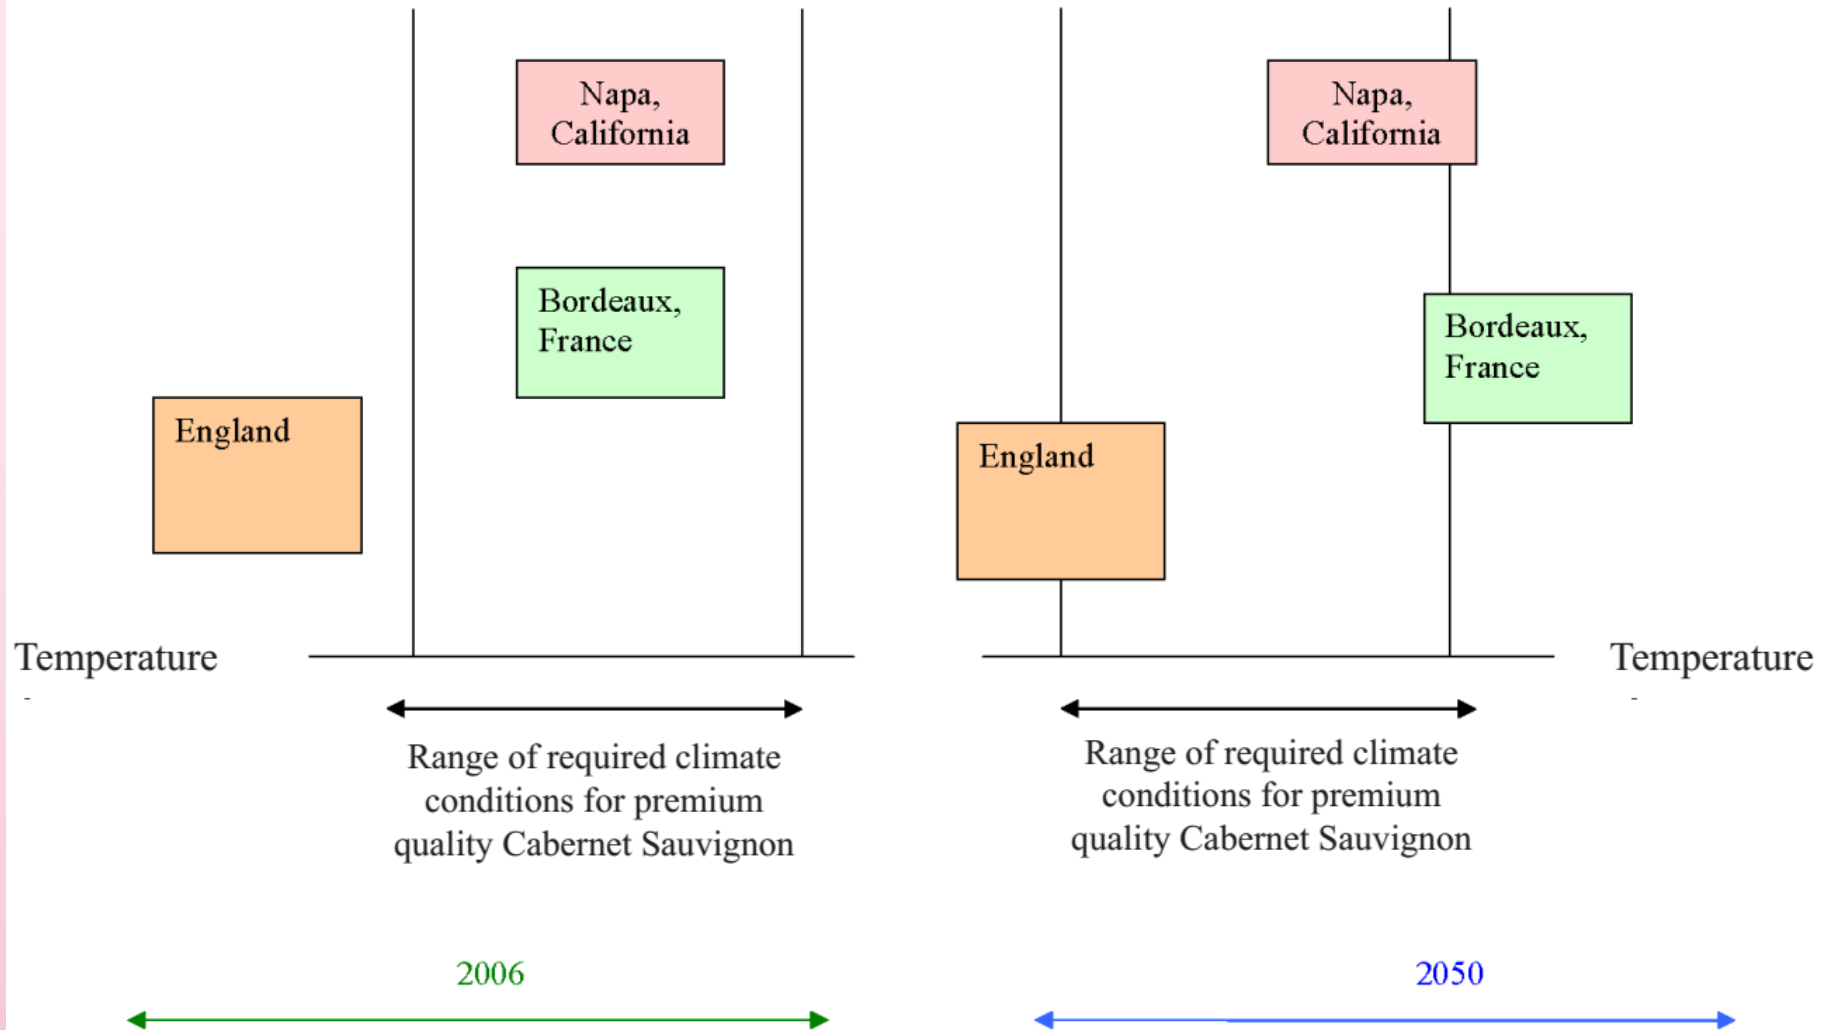 Napa,
California
Bordeaux,
France
England
Temperature
-
Range of required climate
conditions for premium
quality Cabernet Sauvignon
2006
Napa,
California
Bordeaux,
France
England
Temperature
-
Range of required climate
conditions for premium
quality Cabernet Sauvignon
2050